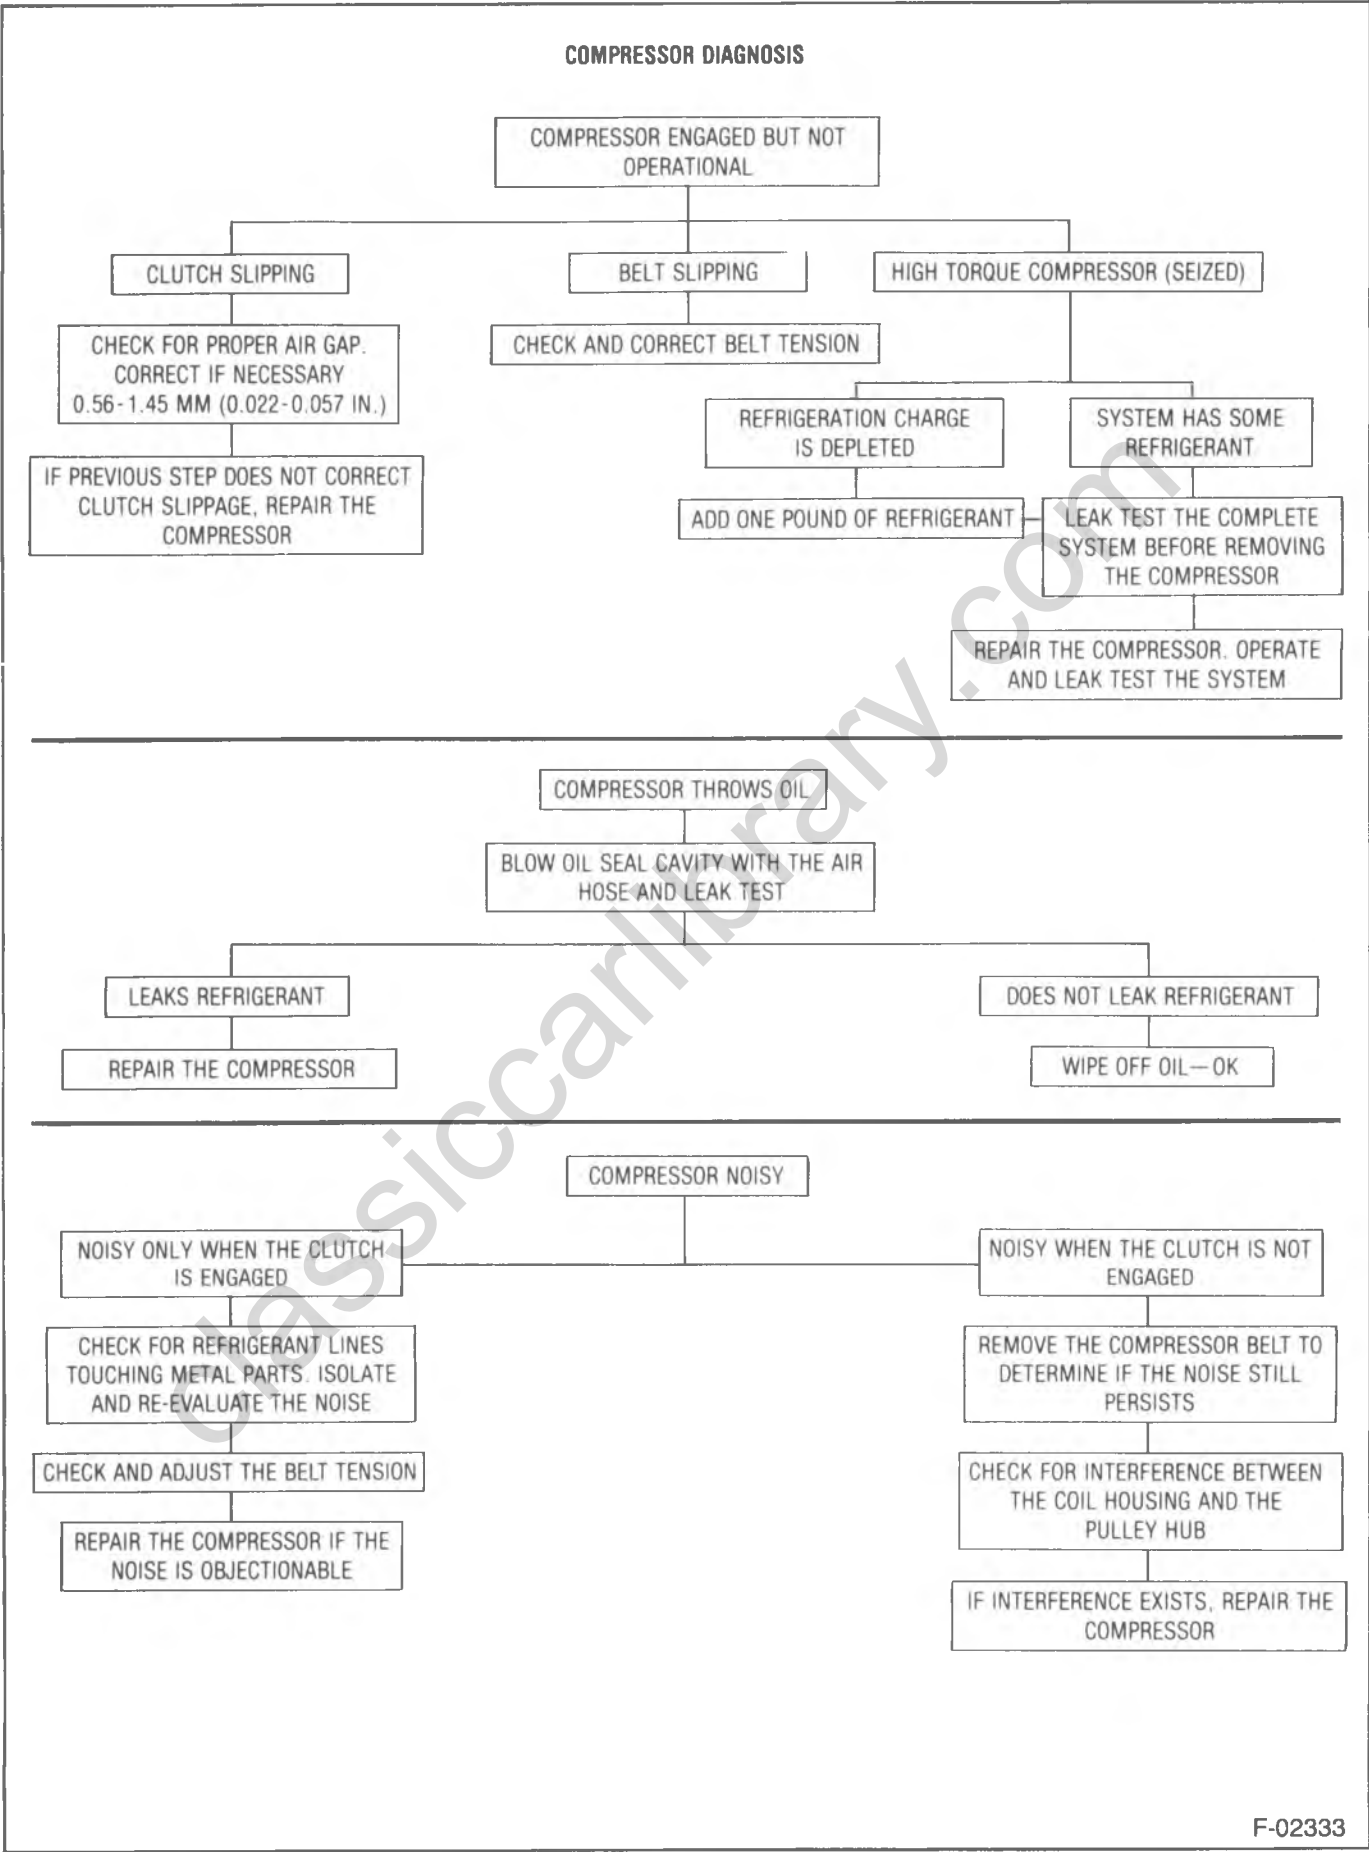 COMPRESSOR DIAGNOSIS
COMPRESSOR ENGAGED BUT NOT
OPERATIONAL
CLUTCH SLIPPING
CHECK FOR PROPER AIR GAP.
CORRECT IF NECESSARY
0.56-1.45 MM (0.022-0.057 IN.)
IF PREVIOUS STEP DOES NOT CORRECT
CLUTCH SLIPPAGE, REPAIR THE
COMPRESSOR
BELT SLIPPING
CHECK AND CORRECT BELT TENSION
HIGH TORQUE COMPRESSOR (SEIZED)
REFRIGERATION CHARGE
IS DEPLETED
ADD ONE POUND OF REFRIGERANT
SYSTEM HAS SOME
REFRIGERANT
LEAK TEST THE COMPLETE
SYSTEM BEFORE REMOVING
THE COMPRESSOR
REPAIR THE COMPRESSOR. OPERATE
AND LEAK TEST THE SYSTEM
COMPRESSOR THROWS OIL
BLOW OIL SEAL CAVITY WITH THE AIR
HOSE AND LEAK TEST
LEAKS REFRIGERANT
REPAIR THE COMPRESSOR
DOES NOT LEAK REFRIGERANT
WIPE OFF OIL—OK
COMPRESSOR NOISY
NOISY ONLY WHEN THE CLUTCH
IS ENGAGED
CHECK FOR REFRIGERANT LINES
TOUCHING METAL PARTS. ISOLATE
AND RE-EVALUATE THE NOISE
CHECK AND ADJUST THE BELT TENSION
REPAIR THE COMPRESSOR IF THE
NOISE IS OBJECTIONABLE
NOISY WHEN THE CLUTCH IS NOT
ENGAGED
REMOVE THE COMPRESSOR BELT TO
DETERMINE IF THE NOISE STILL
PERSISTS
CHECK FOR INTERFERENCE BETWEEN
THE COIL HOUSING AND THE
PULLEY HUB
IF INTERFERENCE EXISTS, REPAIR THE
COMPRESSOR
F-02333
classiccarlibrary.com